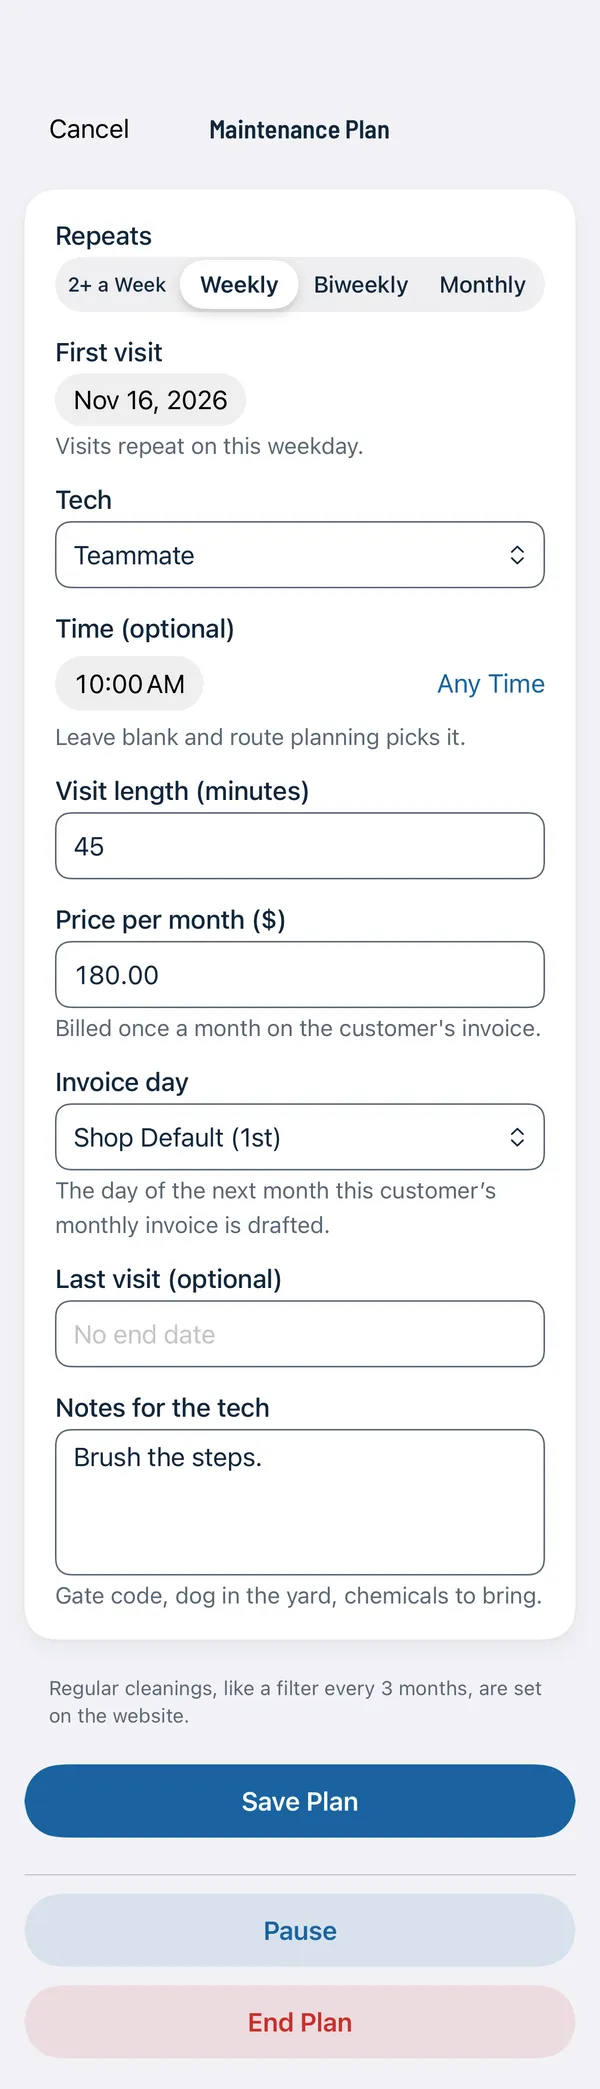 Cancel
Maintenance Plan
Repeats
2+ a Week
Weekly
Biweekly
Monthly
First visit
Nov 16, 2026
Visits repeat on this weekday.
Tech
Teammate
Time (optional)
10:00 AM
Any Time
Leave blank and route planning picks it.
Visit length (minutes)
45
Price per month ($)
180.00
Billed once a month on the customer's invoice.
Invoice day
Shop Default (1st)
The day of the next month this customer’s
monthly invoice is drafted.
Last visit (optional)
No end date
Notes for the tech
Brush the steps.
Gate code, dog in the yard, chemicals to bring.
Regular cleanings, like a filter every 3 months, are set
on the website.
Save Plan
Pause
End Plan